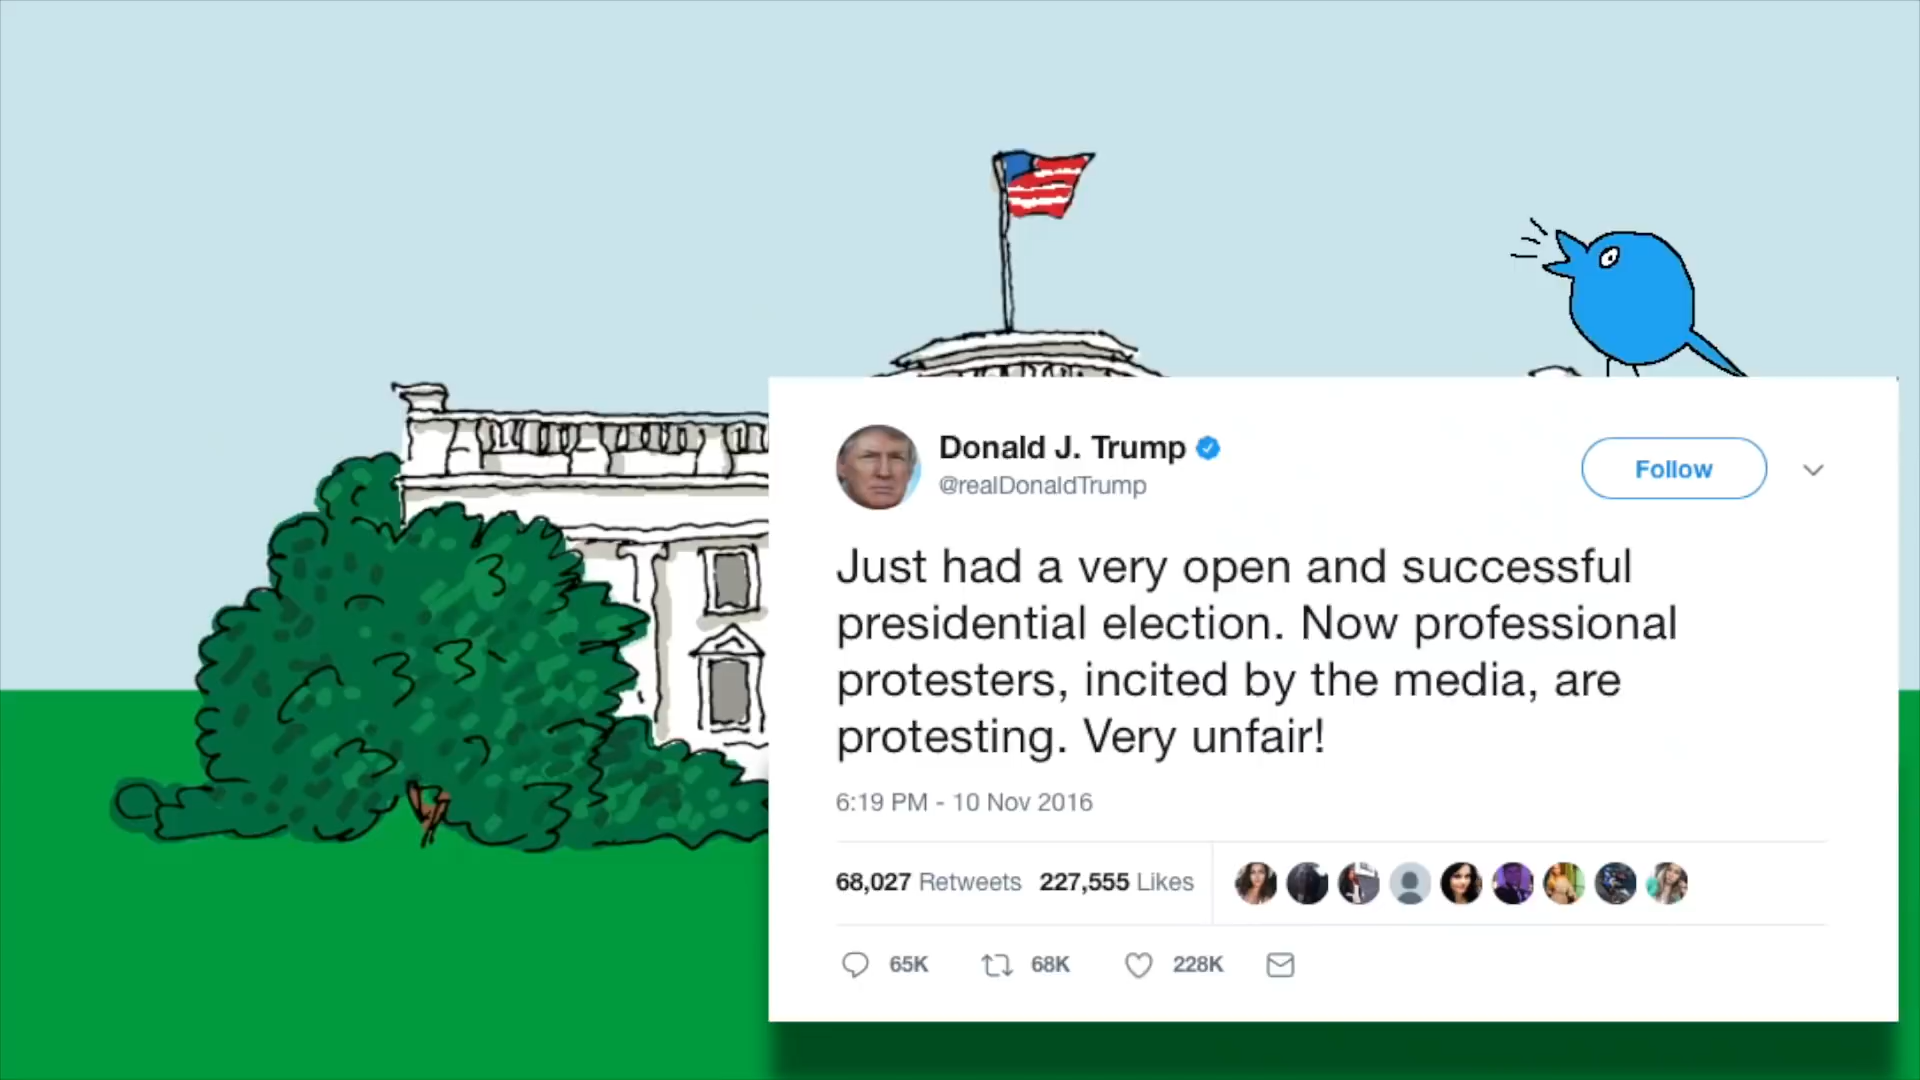 Donald J. Trump
@realDonaldTrump
Follow
Just had a very open and successful
presidential election. Now professional
protesters, incited by the media, are
protesting. Very unfair!
6:19 PM - 10 Nov 2016
68,027 Retweets 227,555 Likes
65K 68K 228K